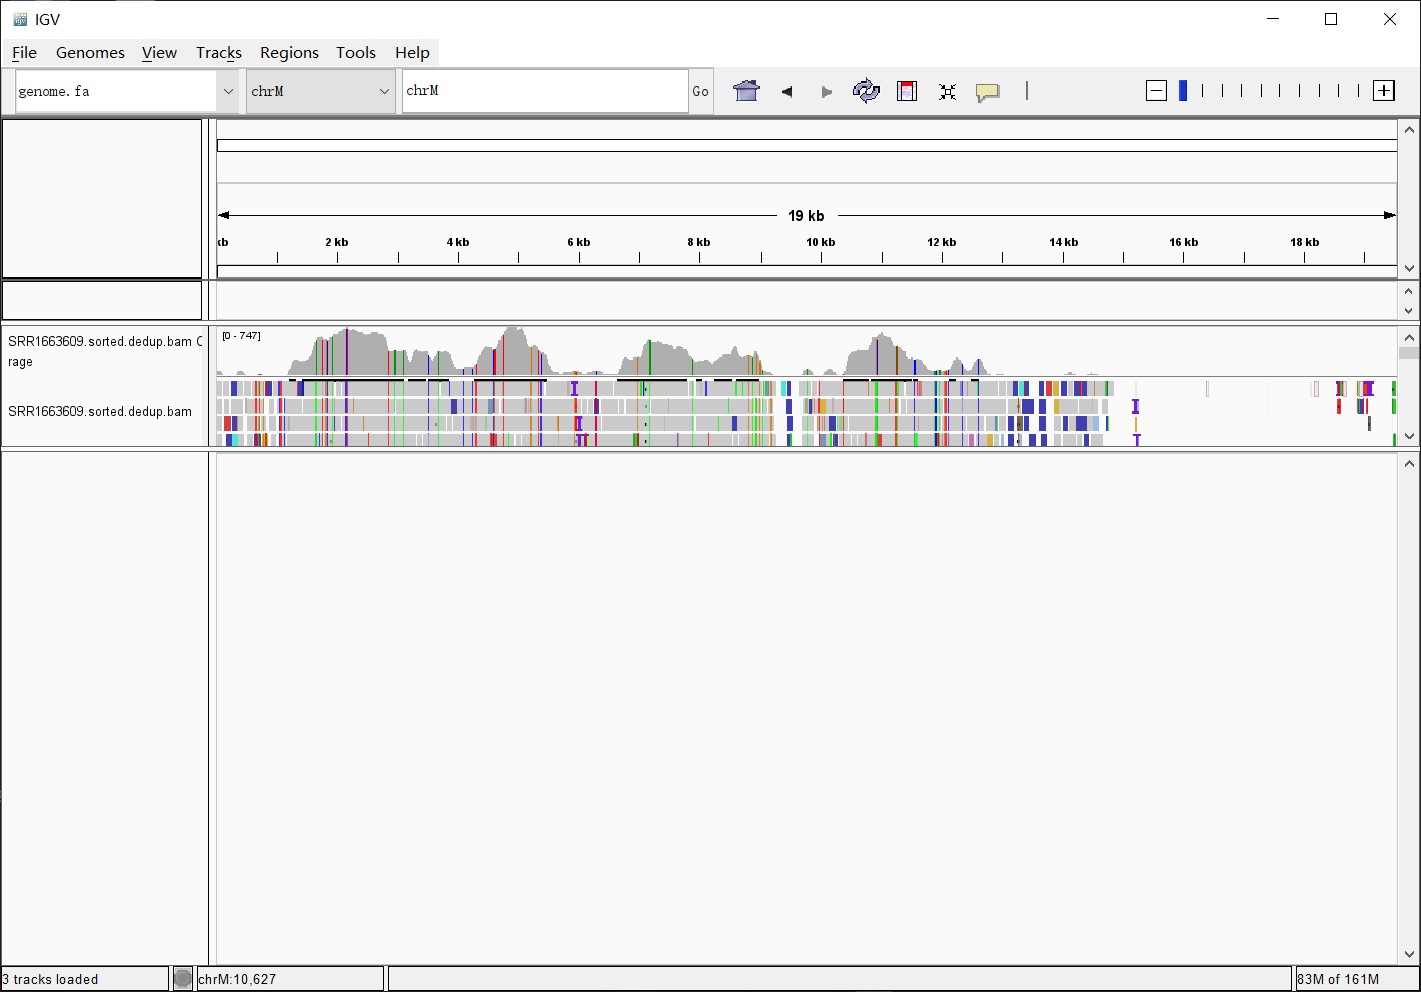 IGV
File Genomes View Tracks Regions Tools Help
genome.fa chrM chrM Go
19 kb
kb 2 kb 4 kb 6 kb 8 kb 10 kb 12 kb 14 kb 16 kb 18 kb
[0 - 747]
SRR1663609.sorted.dedup.bam C
rage
SRR1663609.sorted.dedup.bam
3 tracks loaded chrM:10,627 83M of 161M